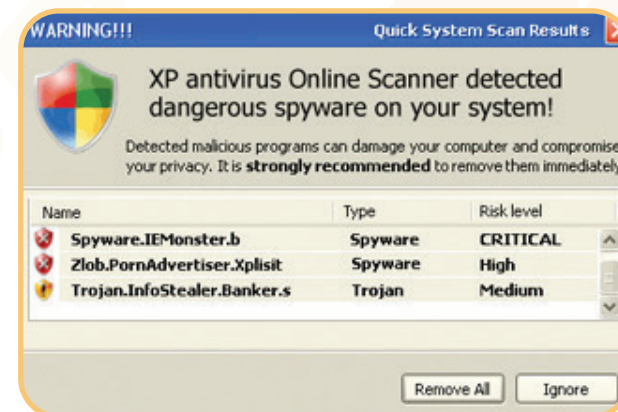 WARNING!!! Quick System Scan Results
XP antivirus Online Scanner detected
dangerous spyware on your system!
Detected malicious programs can damage your computer and compromise
your privacy. It is strongly recommended to remove them immediately
Name Type Risk level
Spyware.IEMonster.b Spyware CRITICAL
Zlob.PornAdvertiser.Xplisit Spyware High
Trojan.InfoStealer.Banker.s Trojan Medium
Remove All Ignore